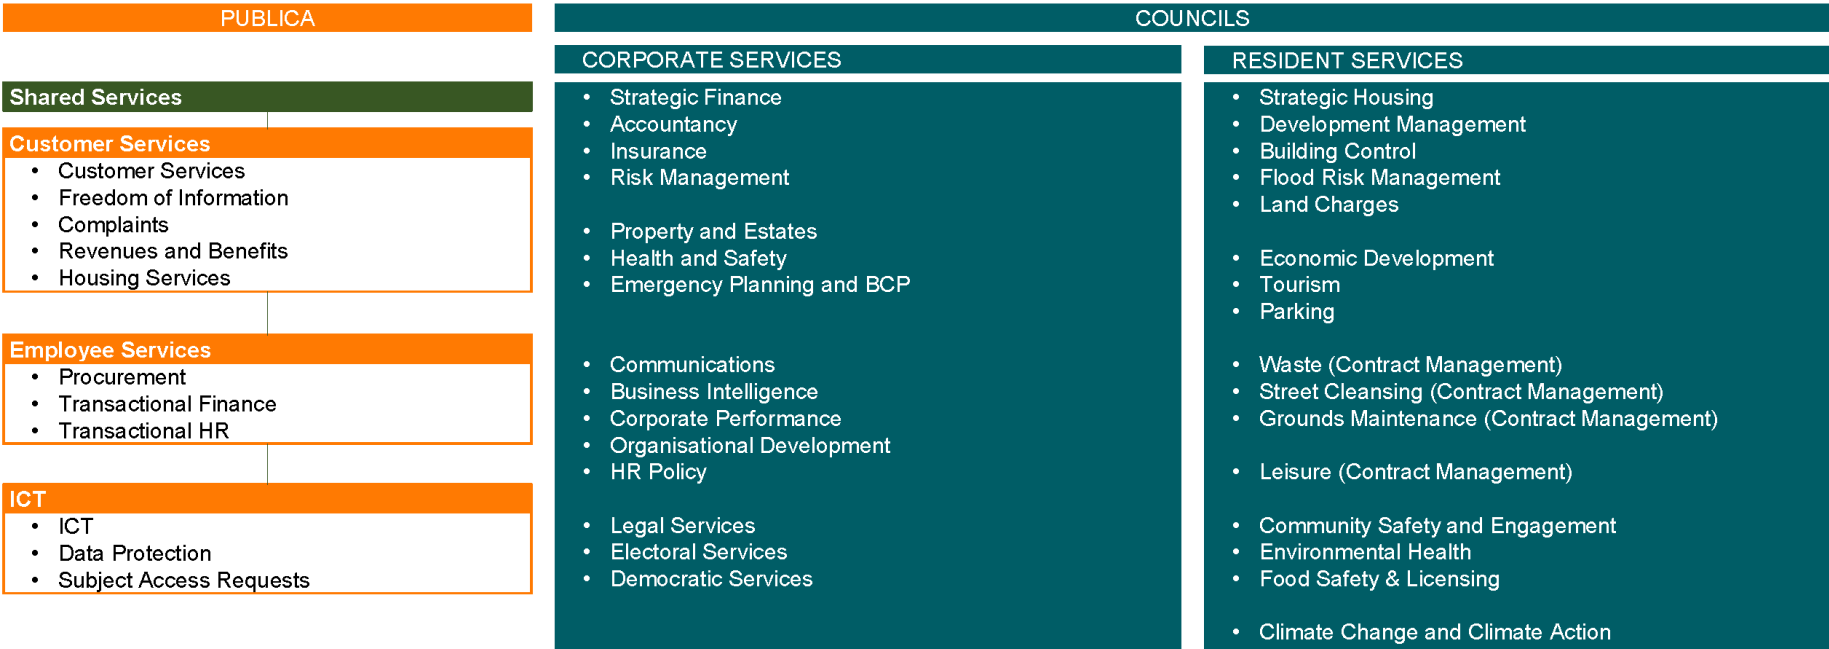 PUBLICA
Shared Services
Customer Services
• Customer Services
• Freedom of Information
• Complaints
• Revenues and Benefits
• Housing Services
Employee Services
• Procurement
• Transactional Finance
• Transactional HR
ICT
• ICT
• Data Protection
• Subject Access Requests
COUNCILS
CORPORATE SERVICES
• Strategic Finance
• Accountancy
• Insurance
• Risk Management
• Property and Estates
• Health and Safety
• Emergency Planning and BCP
• Communications
• Business Intelligence
• Corporate Performance
• Organisational Development
• HR Policy
• Legal Services
• Electoral Services
• Democratic Services
RESIDENT SERVICES
• Strategic Housing
• Development Management
• Building Control
• Flood Risk Management
• Land Charges
• Economic Development
• Tourism
• Parking
• Waste (Contract Management)
• Street Cleansing (Contract Management)
• Grounds Maintenance (Contract Management)
• Leisure (Contract Management)
• Community Safety and Engagement
• Environmental Health
• Food Safety & Licensing
• Climate Change and Climate Action